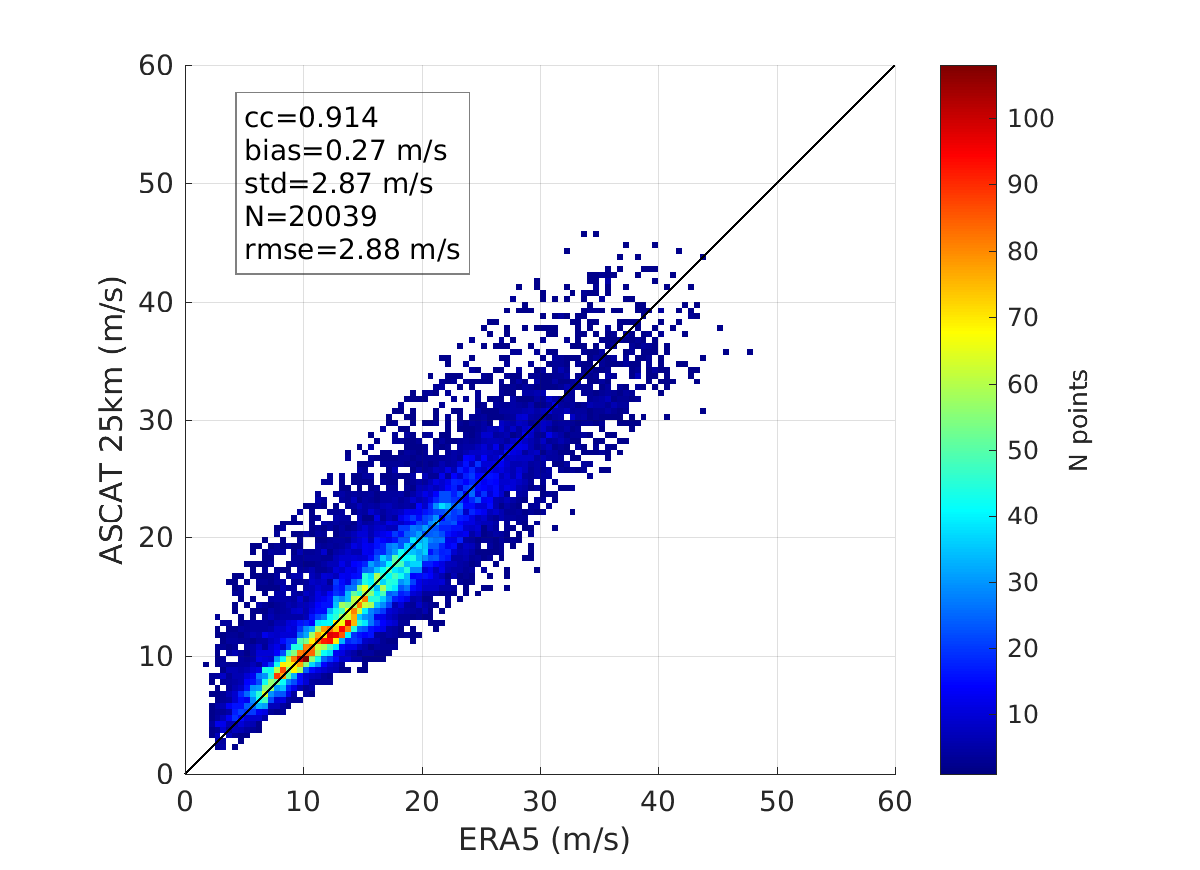 60
50
40
30
20
10
0
ASCAT 25km (m/s)
cc=0.914
bias=0.27 m/s
std=2.87 m/s
N=20039
rmse=2.88 m/s
0 10 20 30 40 50 60
ERA5 (m/s)
100
90
80
70
60
50
40
30
20
10
N points